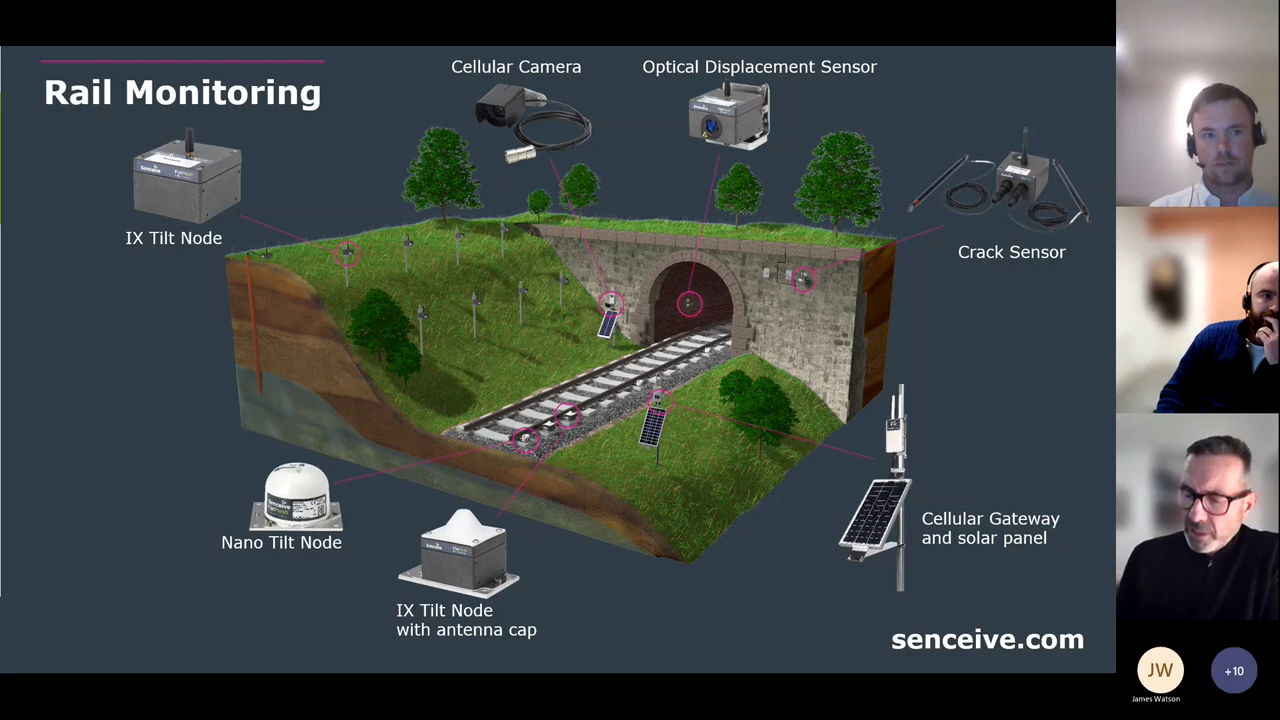 Rail Monitoring
Cellular Camera
Optical Displacement Sensor
IX Tilt Node
Crack Sensor
Nano Tilt Node
Senceive
IX Tilt Node
with antenna cap
Cellular Gateway
and solar panel
senceive.com
JW
James Watson
+10